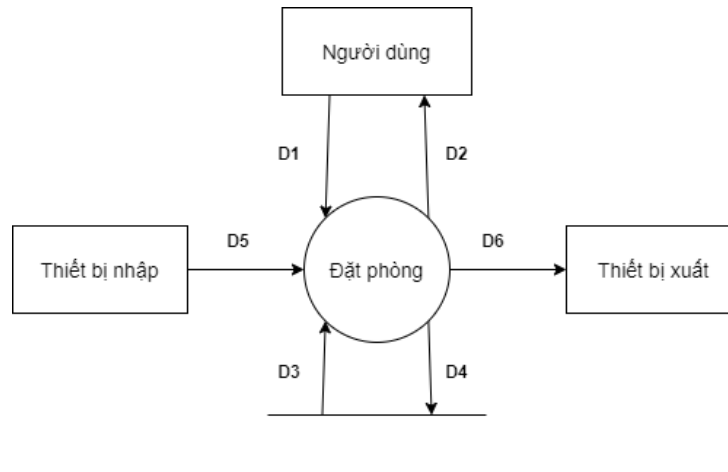 Người dùng
D1
D2
Thiết bị nhập
D5
Đặt phòng
D6
Thiết bị xuất
D3
D4